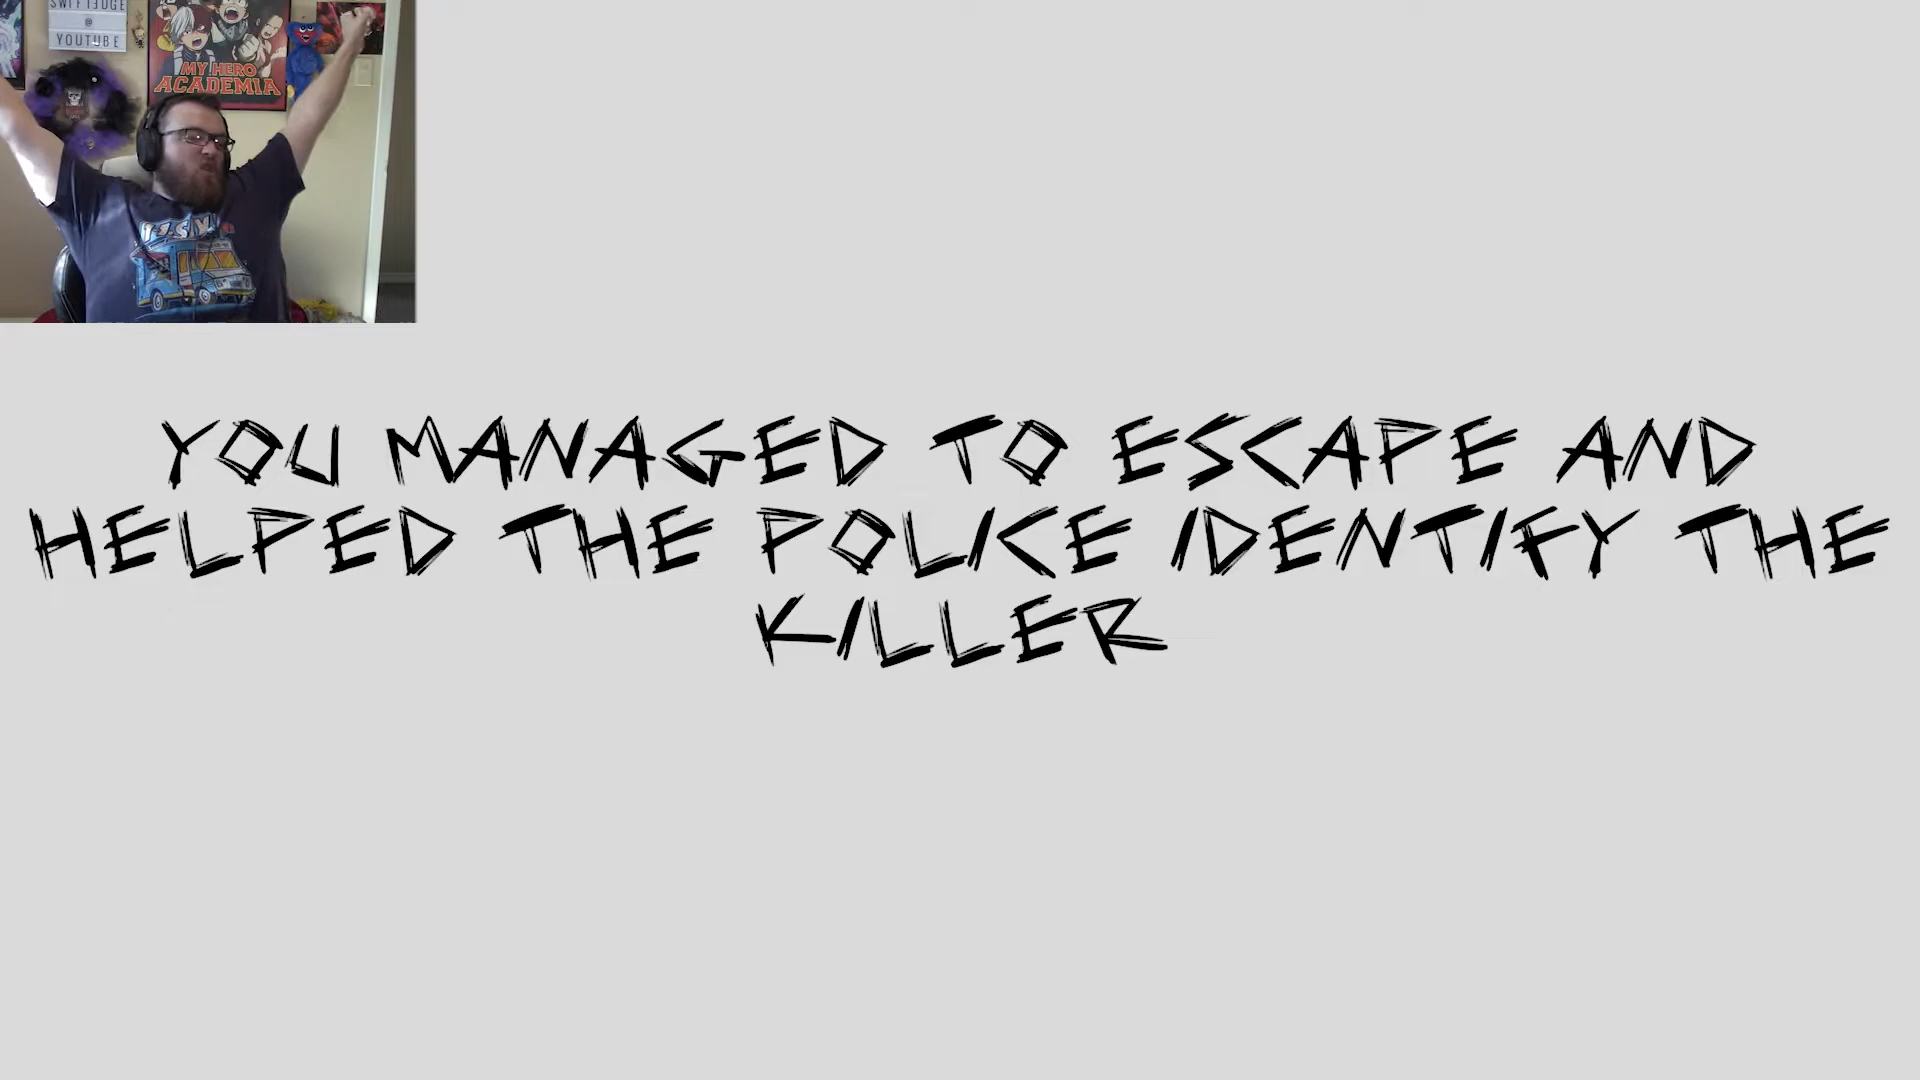 @
YOUTUBE
MY HERO
ACADEMIA
YOU MANAGED TO ESCAPE AND
HELPED THE POLICE IDENTIFY THE
KILLER